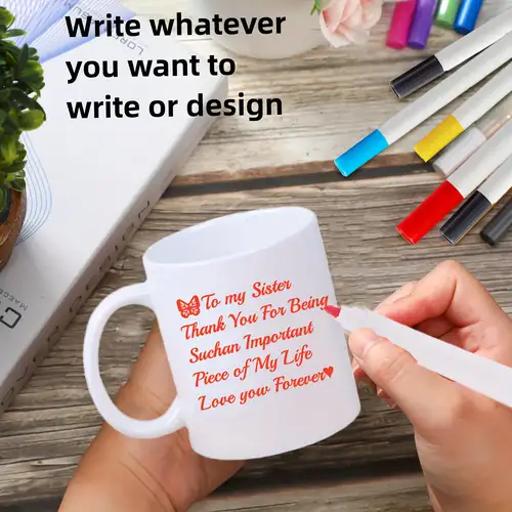 Write whatever
you want to
write or design
To my Sister
Thank You For Being
Suchan Important
Piece of My Life
Love yow Forever